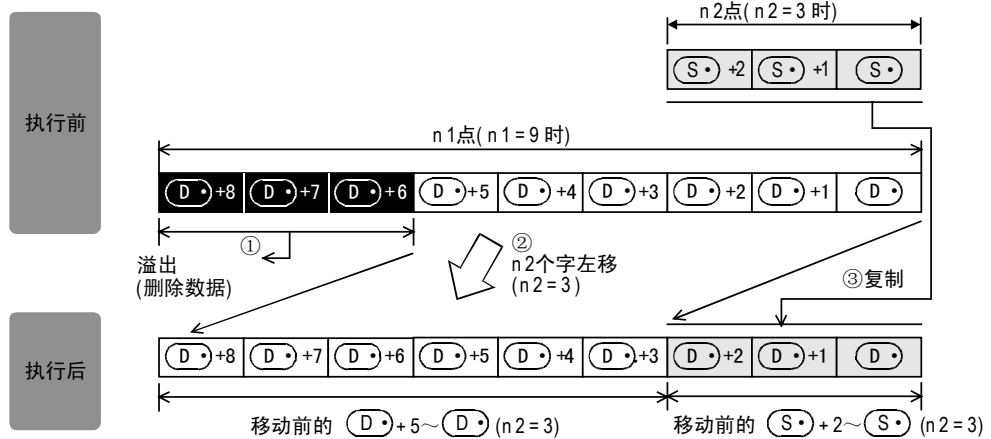 n2点(n2=3时)
S• +2 S• +1 S•
执行前
n1点(n1=9时)
D• +8 D• +7 D• +6 D• +5 D• +4 D• +3 D• +2 D• +1 D•
①
溢出
(删除数据)
②
n2个字左移
(n2=3)
③复制
执行后
D• +8 D• +7 D• +6 D• +5 D• +4 D• +3 D• +2 D• +1 D•
移动前的 D• +5~ D• (n2=3)
移动前的 S• +2~ S• (n2=3)